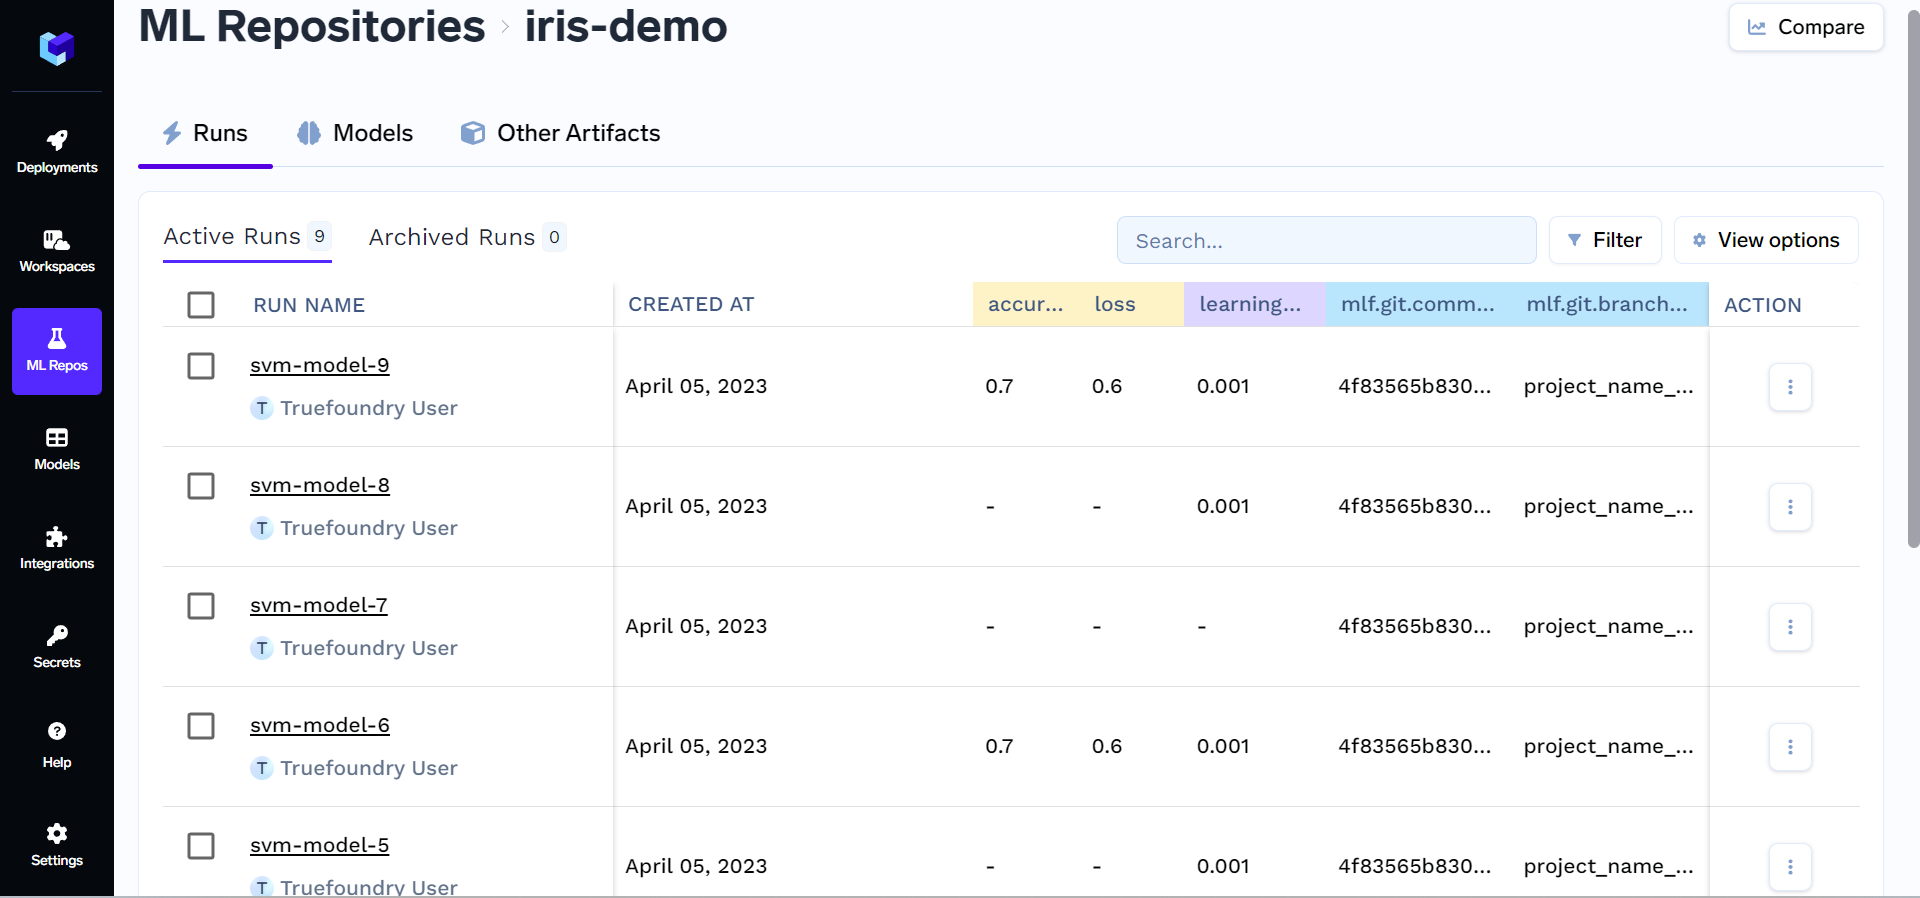 ML Repositories › iris-demo
Compare
Deployments
Workspaces
ML Repos
Models
Integrations
Secrets
Help
Settings
Runs Models Other Artifacts
Active Runs 9 Archived Runs 0
Search...
Filter
View options
RUN NAME CREATED AT accur... loss learning... mlf.git.comm... mlf.git.branch... ACTION
svm-model-9
T Truefoundry User
April 05, 2023 0.7 0.6 0.001 4f83565b830... project_name_...
svm-model-8
T Truefoundry User
April 05, 2023 - - 0.001 4f83565b830... project_name_...
svm-model-7
T Truefoundry User
April 05, 2023 - - - 4f83565b830... project_name_...
svm-model-6
T Truefoundry User
April 05, 2023 0.7 0.6 0.001 4f83565b830... project_name_...
svm-model-5
T Truefoundry User
April 05, 2023 - - 0.001 4f83565b830... project_name_...